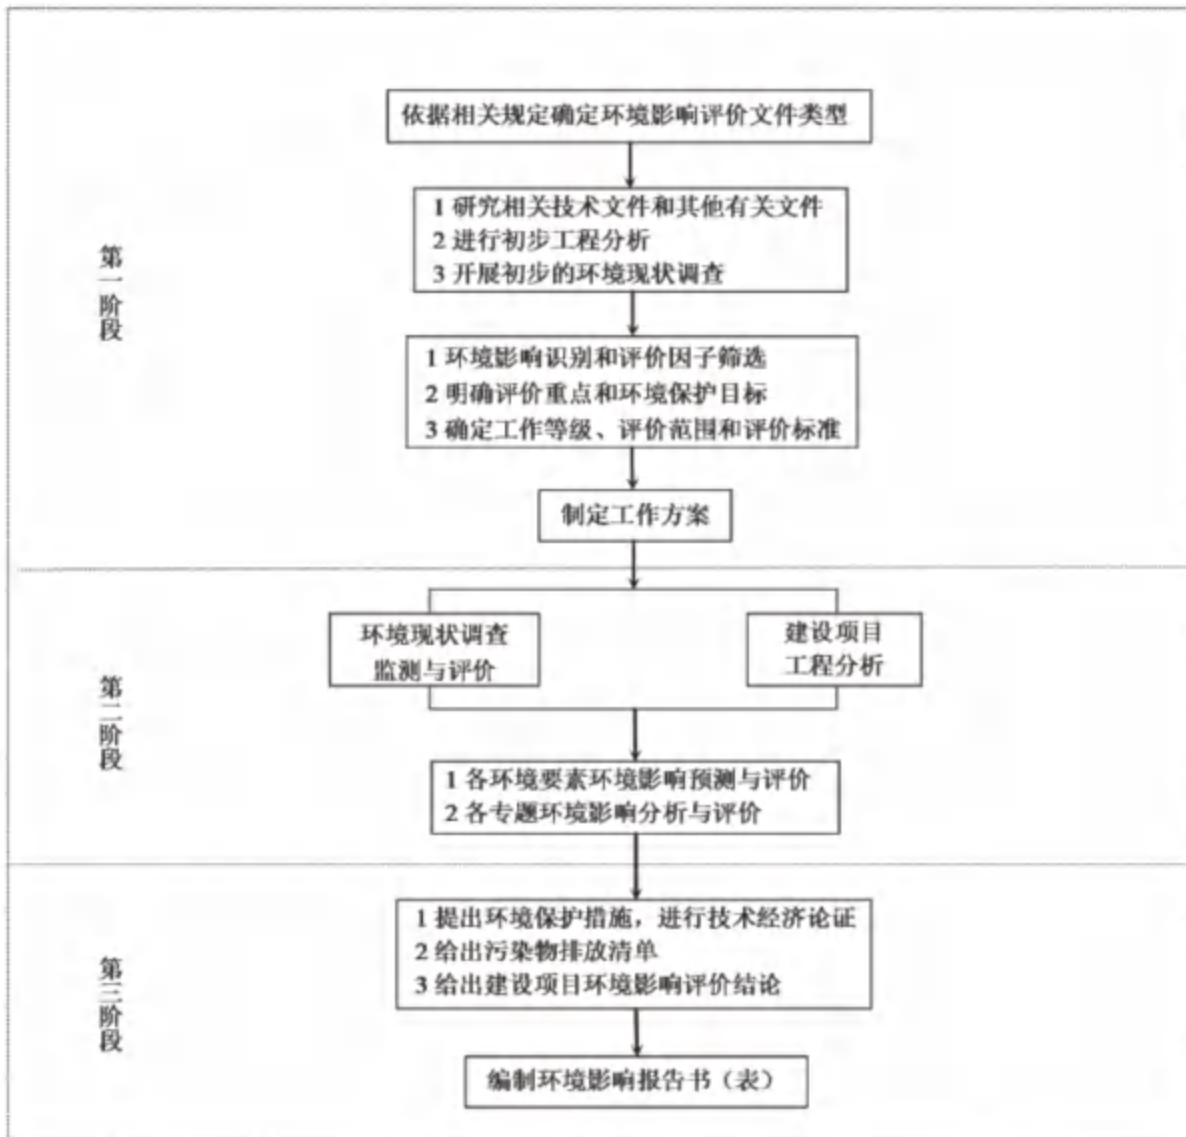 依据相关规定确定环境影响评价文件类型
1 研究相关技术文件和其他有关文件
2 进行初步工程分析
3 开展初步的环境现状调查
第一阶段
1 环境影响识别和评价因子筛选
2 明确评价重点和环境保护目标
3 确定工作等级、评价范围和评价标准
制定工作方案
环境现状调查
监测与评价
建设项目
工程分析
第二阶段
1 各环境要素环境影响预测与评价
2 各专题环境影响分析与评价
1 提出环境保护措施，进行技术经济论证
2 给出污染物排放清单
3 给出建设项目环境影响评价结论
第三阶段
编制环境影响报告书（表）